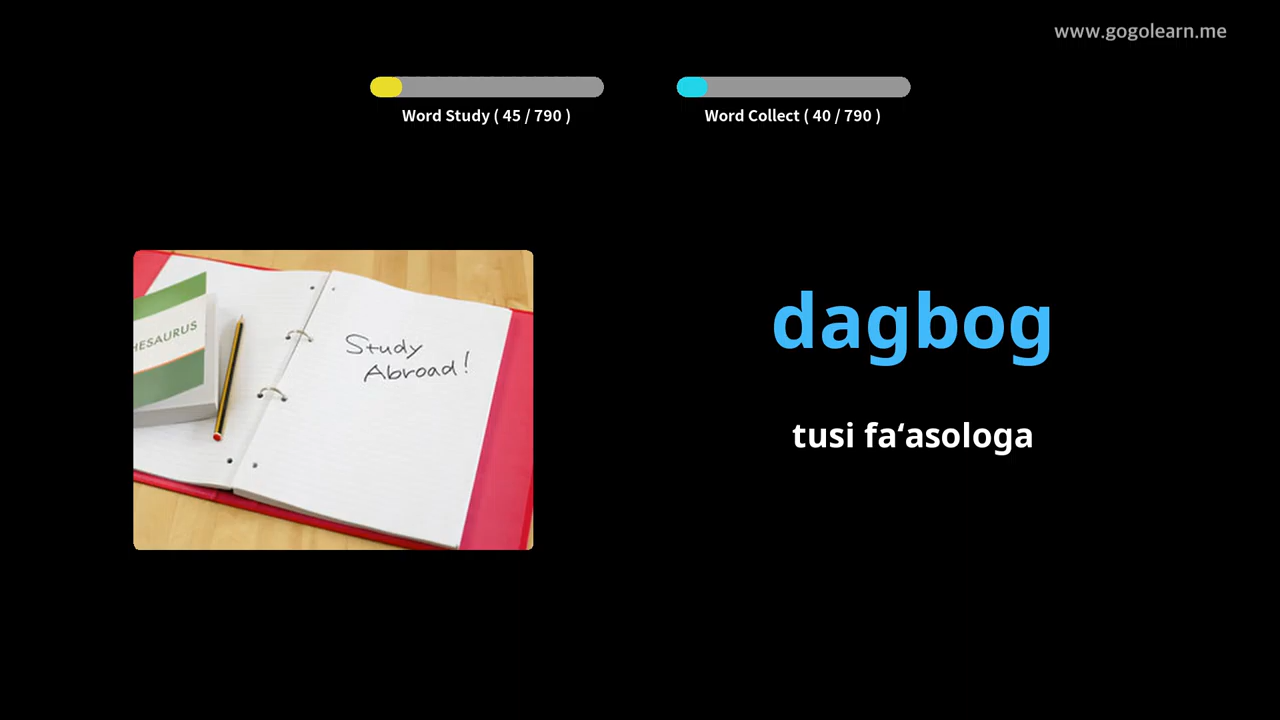 www.gogolearn.me
Word Study ( 45 / 790 )
Word Collect ( 40 / 790 )
HESAURUS
Study
Abroad!
dagbog
tusi fa‘asologa